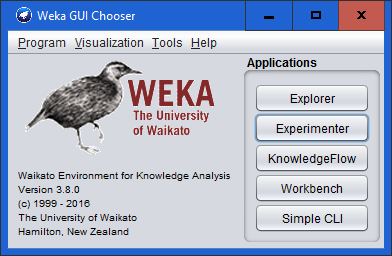 Weka GUI Chooser
Program Visualization Tools Help
WEKA
The University
of Waikato
Waikato Environment for Knowledge Analysis
Version 3.8.0
(c) 1999 - 2016
The University of Waikato
Hamilton, New Zealand
Applications
Explorer
Experimenter
KnowledgeFlow
Workbench
Simple CLI